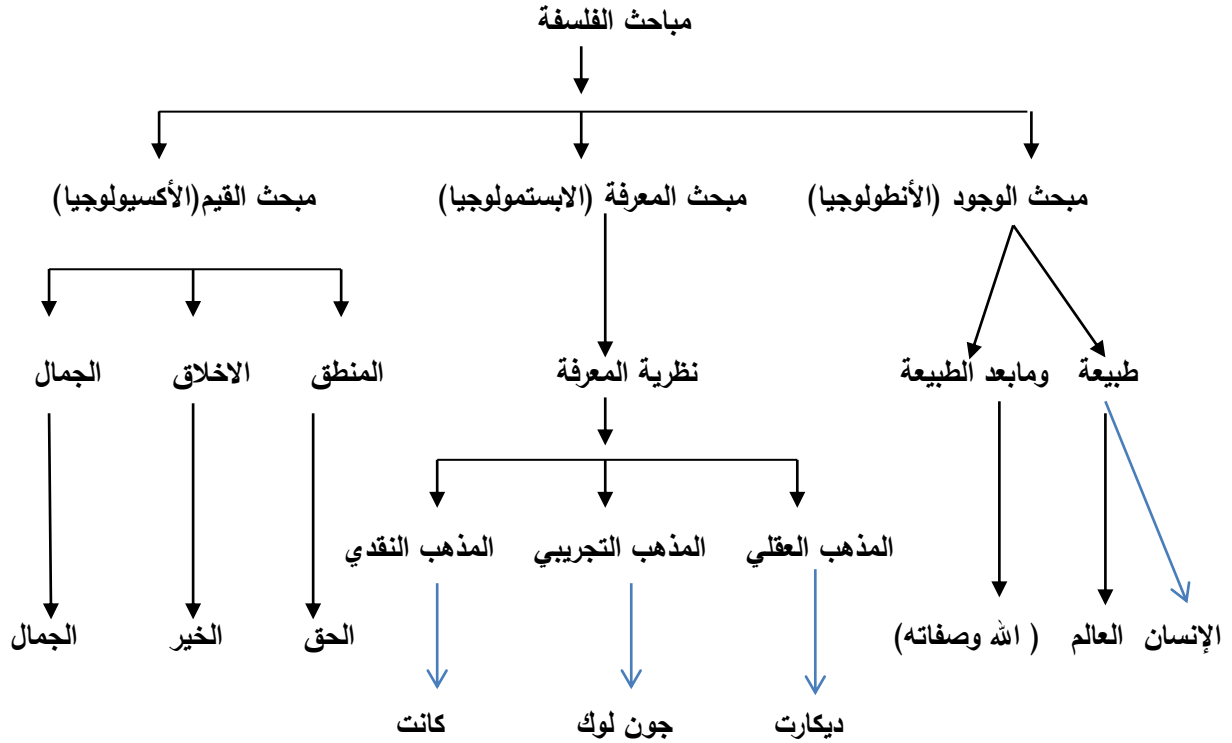 مباحث الفلسفة
مبحث الوجود (الأنطولوجيا) مبحث المعرفة (الابستمولوجيا) مبحث القيم(الأكسيولوجيا)
طبيعة ومابعد الطبيعة نظرية المعرفة المنطق الاخلاق الجمال
المذهب العقلي المذهب التجريبي المذهب النقدي
الإنسان العالم ( الله وصفاته) الحق الخير الجمال
ديكارت جون لوك كانت